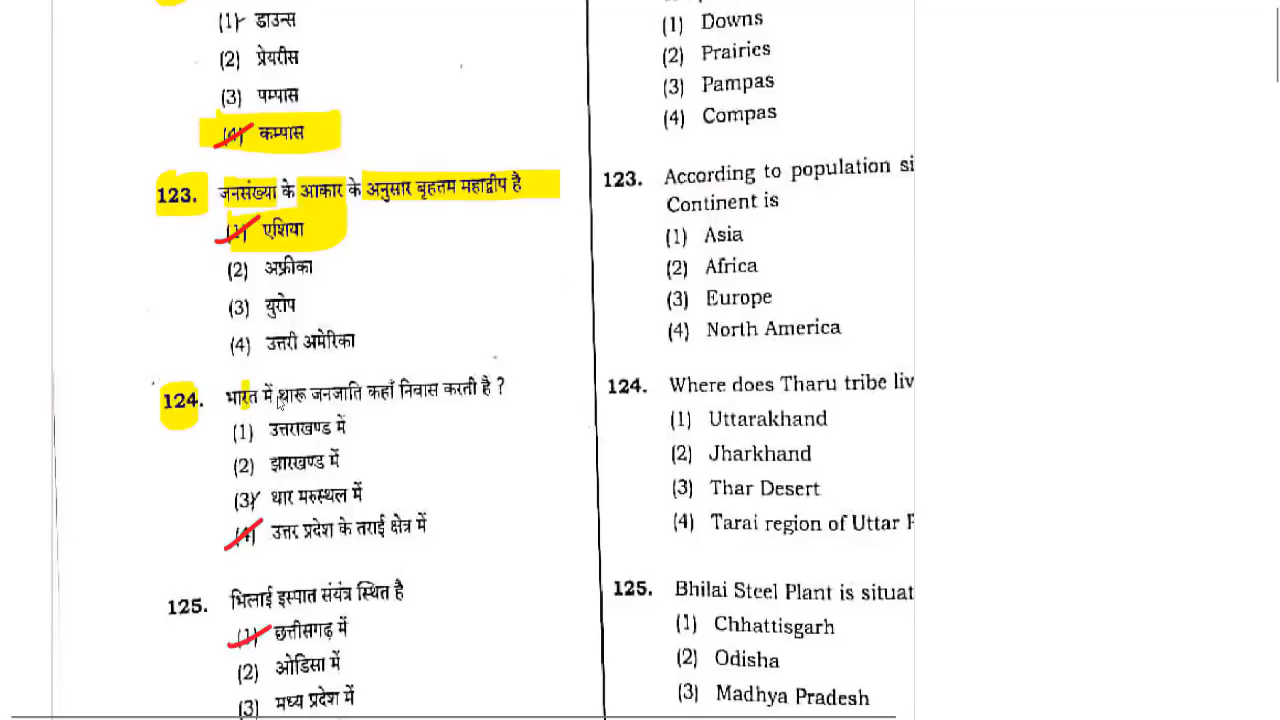 (1) डाउन्स
(2) प्रेयरीस
(3) पम्पास
(4) कम्पास
123. जनसंख्या के आकार के अनुसार बृहत्तम महाद्वीप है
(1) एशिया
(2) अफ्रीका
(3) युरोप
(4) उत्तरी अमेरिका
124. भारत में थारू जनजाति कहाँ निवास करती है ?
(1) उत्तराखण्ड में
(2) झारखण्ड में
(3) थार मरुस्थल में
(4) उत्तर प्रदेश के तराई क्षेत्र में
125. भिलाई इस्पात संयंत्र स्थित है
(1) छत्तीसगढ़ में
(2) ओडिसा में
(3) मध्य प्रदेश में
(1) Downs
(2) Prairies
(3) Pampas
(4) Compas
123. According to population si
Continent is
(1) Asia
(2) Africa
(3) Europe
(4) North America
124. Where does Tharu tribe liv
(1) Uttarakhand
(2) Jharkhand
(3) Thar Desert
(4) Tarai region of Uttar P
125. Bhilai Steel Plant is situat
(1) Chhattisgarh
(2) Odisha
(3) Madhya Pradesh